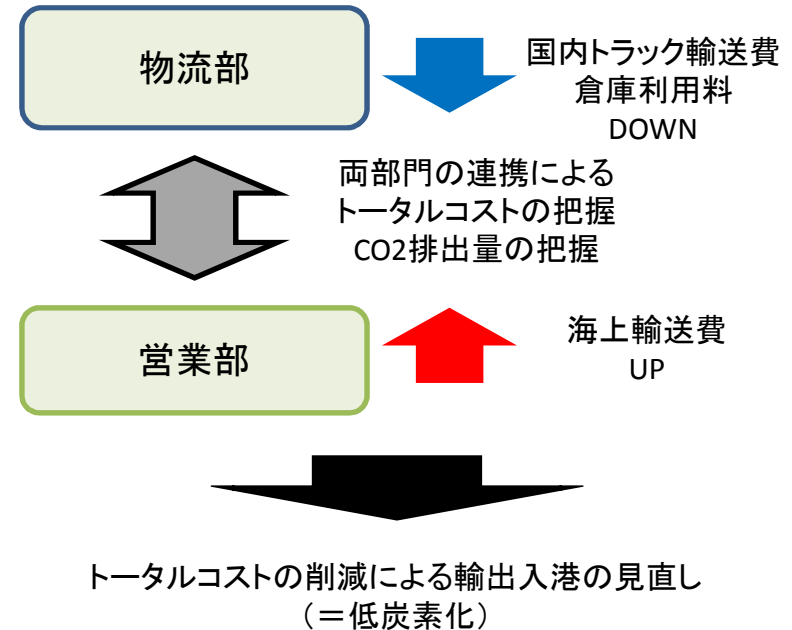 物流部
国内トラック輸送費
倉庫利用料
DOWN
両部門の連携による
トータルコストの把握
CO2排出量の把握
営業部
海上輸送費
UP
トータルコストの削減による輸出入港の見直し
（＝低炭素化）